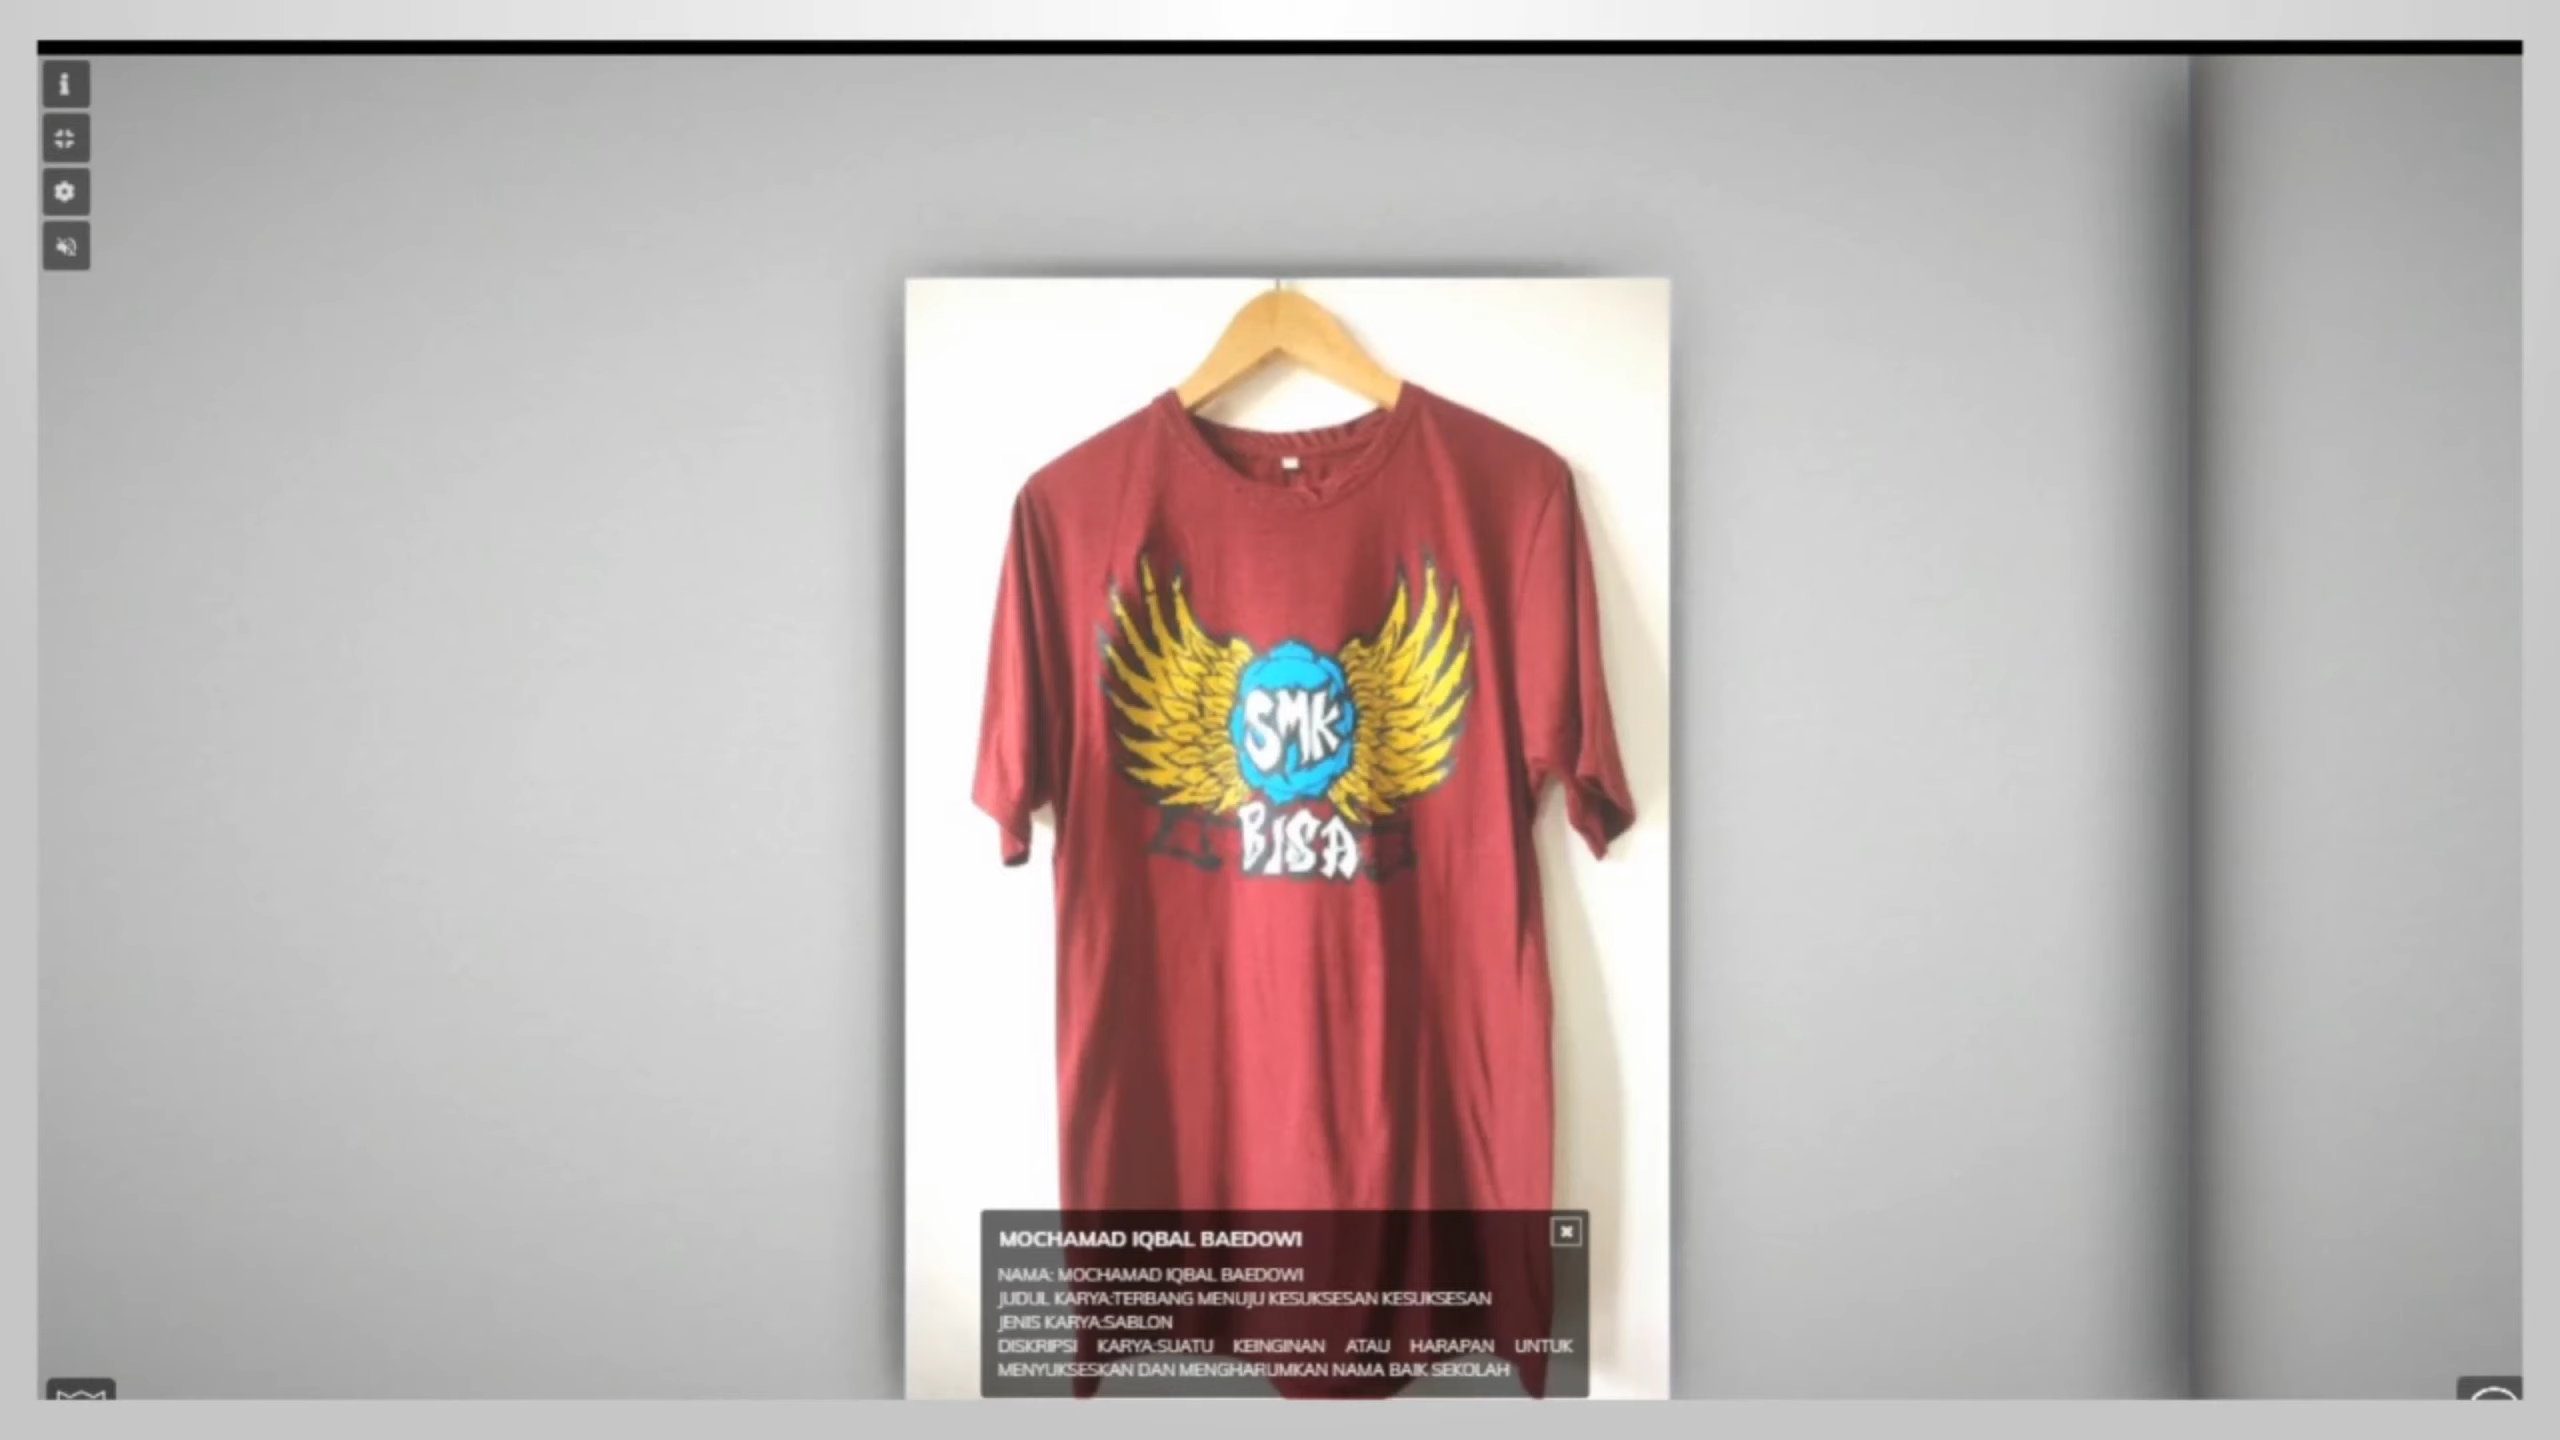 SMK
BISA
MOCHAMAD IQBAL BAEDOWI
NAMA: MOCHAMAD IQBAL BAEDOWI
JUDUL KARYA:TERBANG MENUJU KESUKSESAN KESUKSESAN
JENIS KARYA:SABLON
DISKRIPSI KARYA:SUATU KEINGINAN ATAU HARAPAN UNTUK
MENYUKSESKAN DAN MENGHARUMKAN NAMA BAIK SEKOLAH